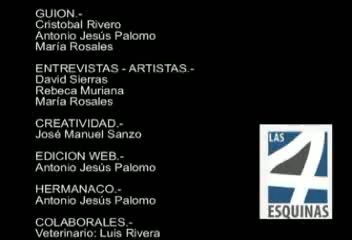 GUION.-
Cristobal Rivero
Antonio Jesús Palomo
María Rosales
ENTREVISTAS - ARTISTAS.-
David Sierras
Rebeca Muriana
María Rosales
CREATIVIDAD.-
José Manuel Sanzo
EDICION WEB.-
Antonio Jesús Palomo
HERMANACO.-
Antonio Jesús Palomo
COLABORALES.-
Veterinario: Luis Rivera
LAS
4
ESQUINAS